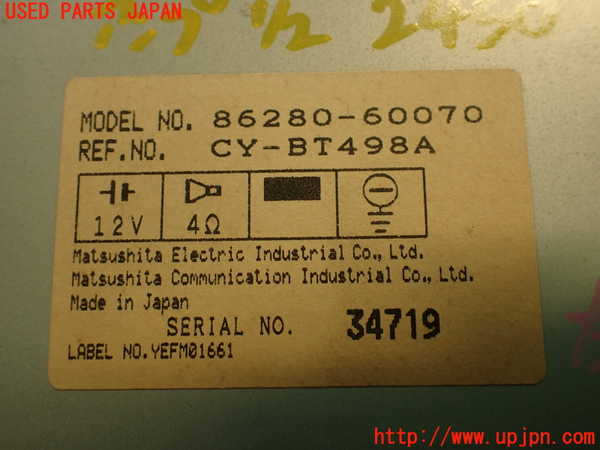 USED PARTS JAPAN
MODEL NO. 86280-60070
REF.NO. CY-BT498A
12V 4Ω
Matsushita Electric Industrial Co., Ltd.
Matsushita Communication Industrial Co., Ltd.
Made in Japan
SERIAL NO. 34719
LABEL NO.YEFM01661
http://www.upjpn.com/